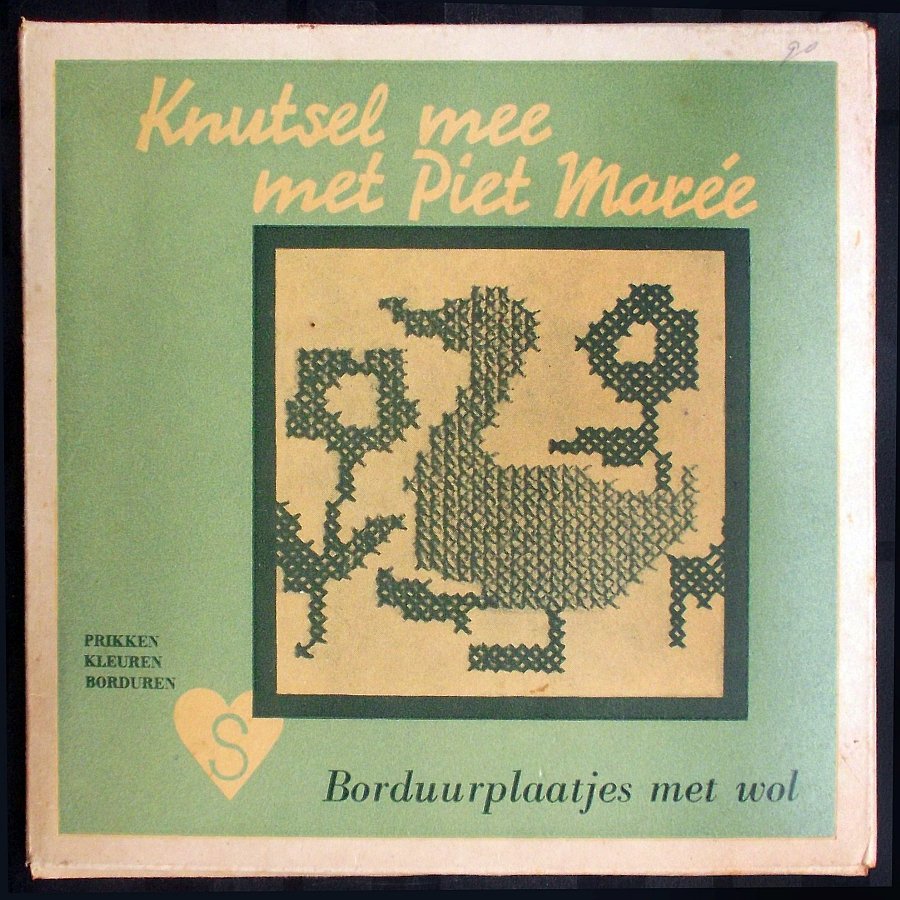 Knutsel mee
met Piet Marée
PRIKKEN
KLEUREN
BORDUREN
S
Borduurplaatjes met wol